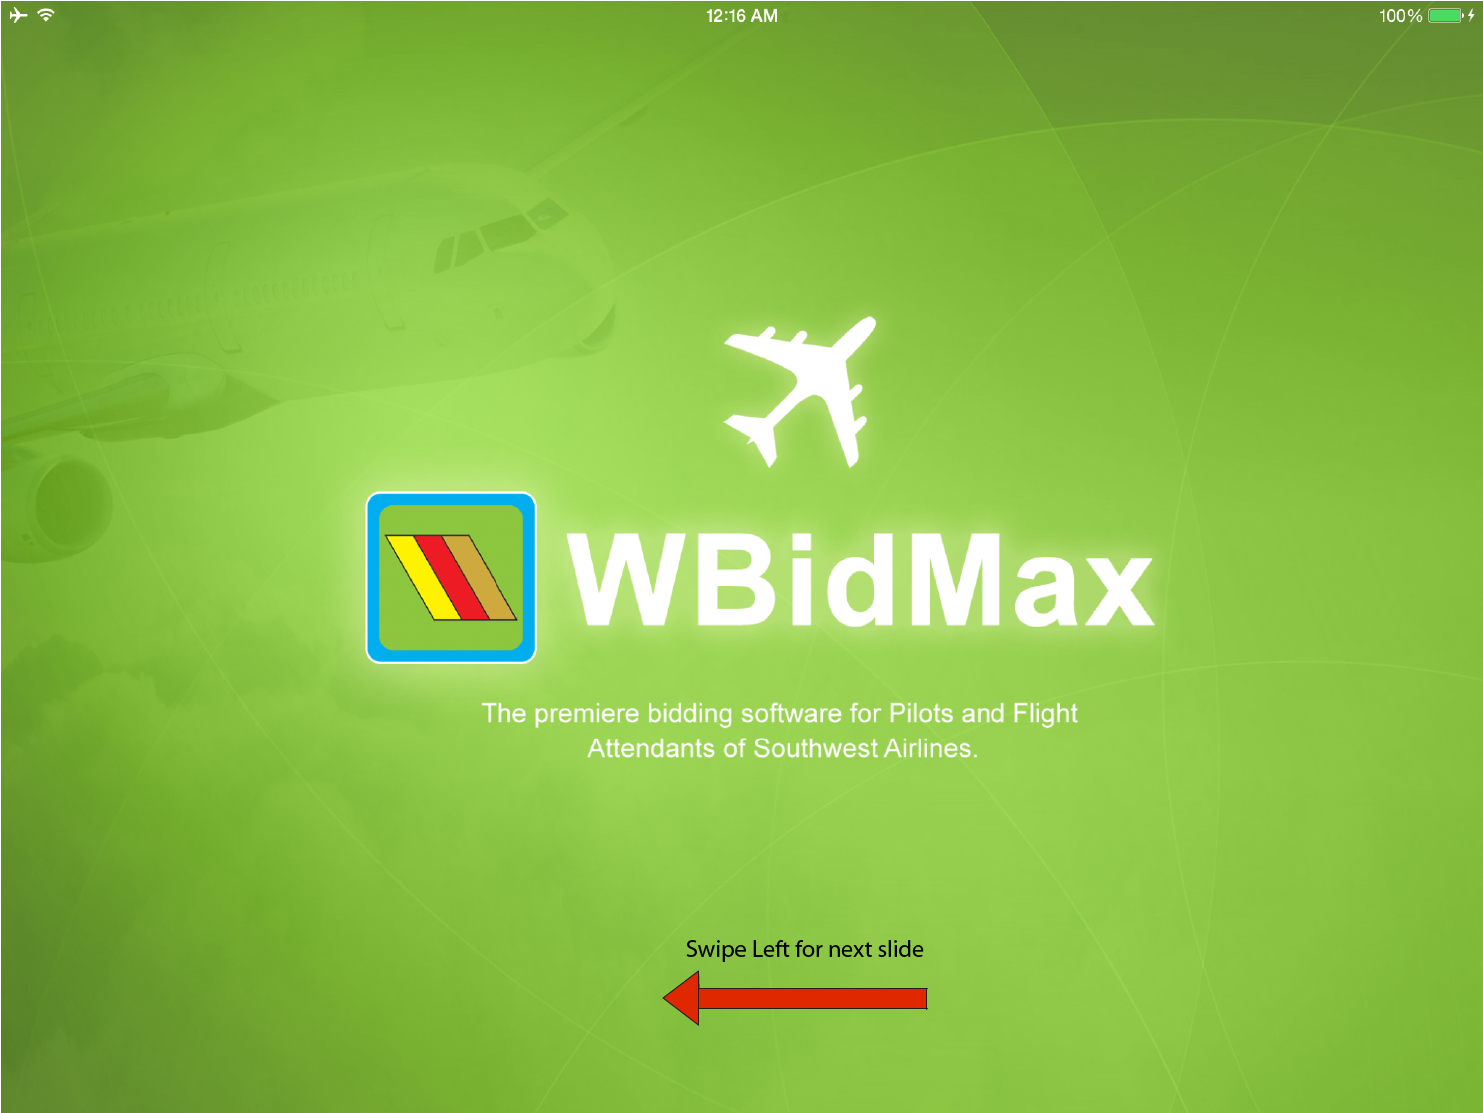 12:16 AM
100%
WBidMax
The premiere bidding software for Pilots and Flight
Attendants of Southwest Airlines.
Swipe Left for next slide